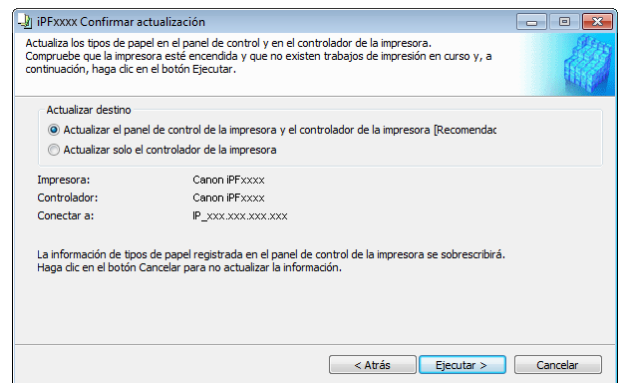 iPFxxxx Confirmar actualización
Actualiza los tipos de papel en el panel de control y en el controlador de la impresora.
Compruebe que la impresora esté encendida y que no existen trabajos de impresión en curso y, a
continuación, haga clic en el botón Ejecutar.
Actualizar destino
Actualizar el panel de control de la impresora y el controlador de la impresora [Recomendac
Actualizar solo el controlador de la impresora
Impresora: Canon iPFxxxx
Controlador: Canon iPFxxxx
Conectar a: IP_xxx.xxx.xxx.xxx
La información de tipos de papel registrada en el panel de control de la impresora se sobrescribirá.
Haga clic en el botón Cancelar para no actualizar la información.
< Atrás Ejecutar > Cancelar